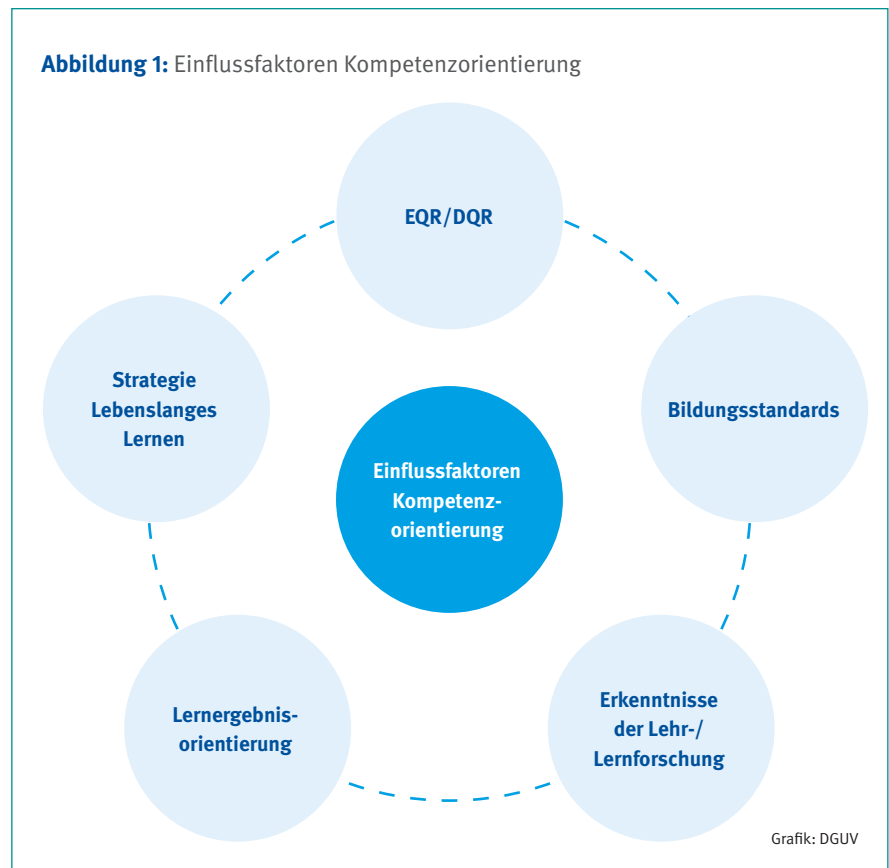 Abbildung 1: Einflussfaktoren Kompetenzorientierung
EQR/DQR
Strategie
Lebenslanges
Lernen
Bildungsstandards
Einflussfaktoren
Kompetenz-
orientierung
Lernergebnis-
orientierung
Erkenntnisse
der Lehr-/
Lernforschung
Grafik: DGUV